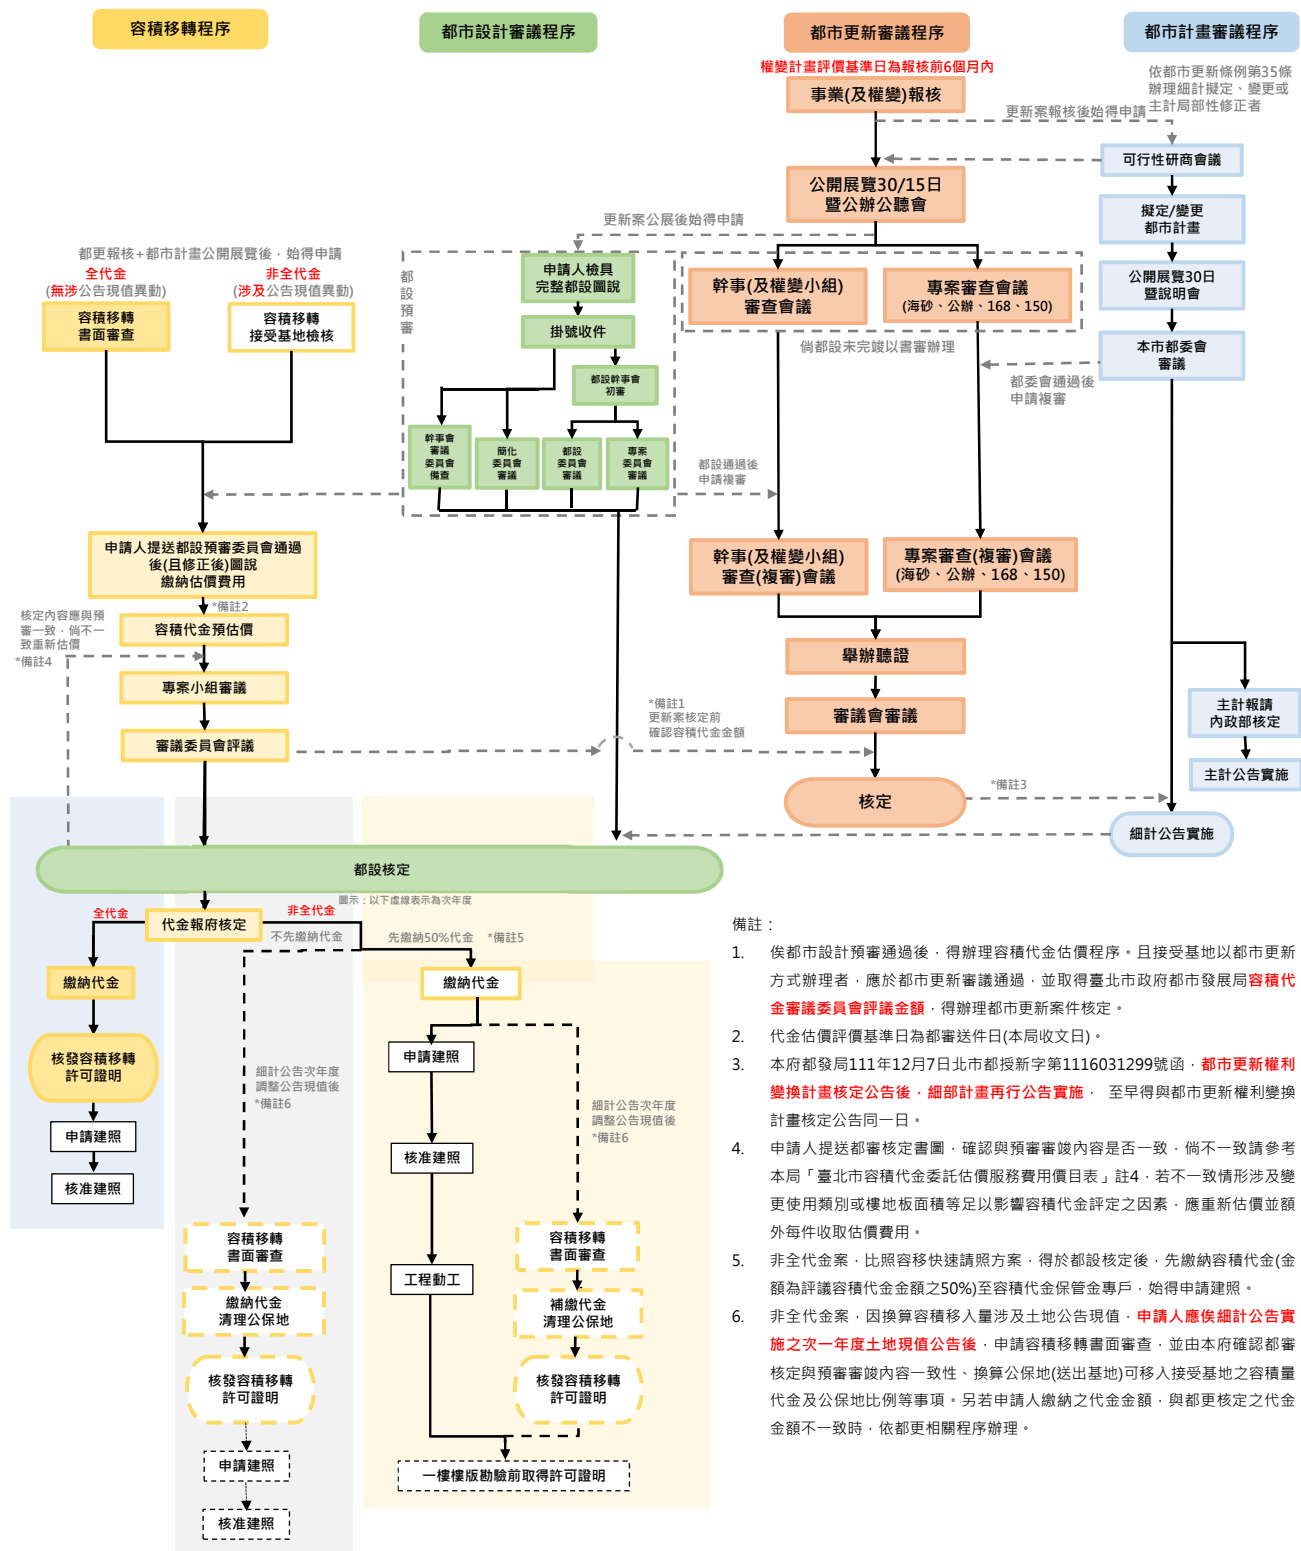 容積移轉程序
都市設計審議程序
都市更新審議程序
都市計畫審議程序
權變計畫評價基準日為報核前6個月內
事業(及權變)報核
依都市更新條例第35條
辦理細計擬定、變更或
主計局部性修正者
更新案報核後始得申請
可行性研商會議
公開展覽30/15日
暨公辦公聽會
擬定/變更
都市計畫
更新案公展後始得申請
公開展覽30日
暨說明會
本市都委會
審議
都更報核+都市計畫公開展覽後，始得申請
全代金
(無涉公告現值異動)
非全代金
(涉及公告現值異動)
容積移轉
書面審查
容積移轉
接受基地檢核
都
設
預
審
申請人檢具
完整都設圖說
掛號收件
都設幹事會
初審
幹事會
審議
委員會
備查
簡化
委員會
審議
都設
委員會
審議
專案
委員會
審議
幹事(及權變小組)
審查會議
專案審查會議
(海砂、公辦、168、150)
倘都設未完竣以書審辦理
都委會通過後
申請複審
都設通過後
申請複審
申請人提送都設預審委員會通過
後(且修正後)圖說
繳納估價費用
*備註2
幹事(及權變小組)
審查(複審)會議
專案審查(複審)會議
(海砂、公辦、168、150)
核定內容應與預
審一致，倘不一
致重新估價
*備註4
容積代金預估價
專案小組審議
審議委員會評議
舉辦聽證
審議會審議
*備註1
更新案核定前
確認容積代金金額
核定
*備註3
主計報請
內政部核定
主計公告實施
細計公告實施
都設核定
圖示：以下虛線表示為次年度
全代金
代金報府核定
非全代金
不先繳納代金
先繳納50%代金
*備註5
繳納代金
核發容積移轉
許可證明
申請建照
核准建照
細計公告次年度
調整公告現值後
*備註6
容積移轉
書面審查
繳納代金
清理公保地
核發容積移轉
許可證明
申請建照
核准建照
繳納代金
申請建照
核准建照
工程動工
細計公告次年度
調整公告現值後
*備註6
容積移轉
書面審查
補繳代金
清理公保地
核發容積移轉
許可證明
一樓樓版勘驗前取得許可證明
備註：
1. 俟都市設計預審通過後，得辦理容積代金估價程序。且接受基地以都市更新
方式辦理者，應於都市更新審議通過，並取得臺北市政府都市發展局容積代
金審議委員會評議金額，得辦理都市更新案件核定。
2. 代金估價評價基準日為都審送件日(本局收文日)。
3. 本府都發局111年12月7日北市都授新字第1116031299號函，都市更新權利
變換計畫核定公告後，細部計畫再行公告實施， 至早得與都市更新權利變換
計畫核定公告同一日。
4. 申請人提送都審核定書圖，確認與預審審竣內容是否一致，倘不一致請參考
本局「臺北市容積代金委託估價服務費用價目表」註4，若不一致情形涉及變
更使用類別或樓地板面積等足以影響容積代金評定之因素，應重新估價並額
外每件收取估價費用。
5. 非全代金案，比照容移快速請照方案，得於都設核定後，先繳納容積代金(金
額為評議容積代金金額之50%)至容積代金保管金專戶，始得申請建照。
6. 非全代金案，因換算容積移入量涉及土地公告現值，申請人應俟細計公告實
施之次一年度土地現值公告後，申請容積移轉書面審查，並由本府確認都審
核定與預審審竣內容一致性、換算公保地(送出基地)可移入接受基地之容積量
代金及公保地比例等事項。另若申請人繳納之代金金額，與都更核定之代金
金額不一致時，依都更相關程序辦理。